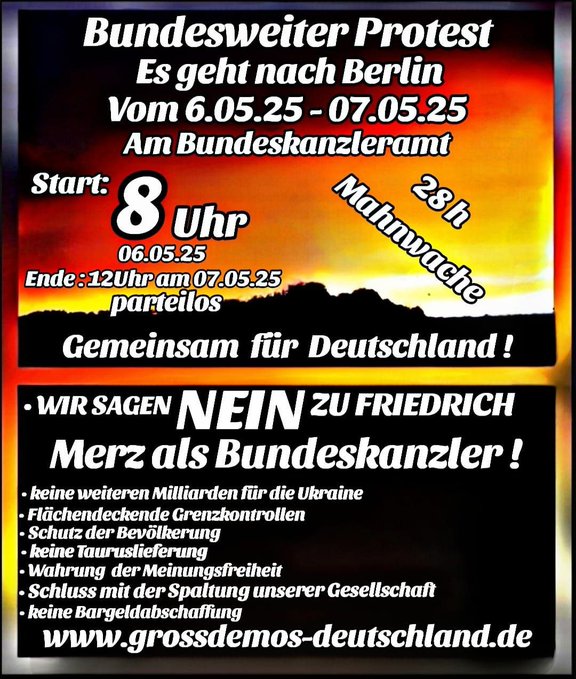 Bundesweiter Protest
Es geht nach Berlin
Vom 6.05.25 - 07.05.25
Am Bundeskanzleramt
Start:
8 Uhr
06.05.25
Ende : 12Uhr am 07.05.25
parteilos
28 h
Mahnwache
Gemeinsam für Deutschland !
• WIR SAGEN NEIN ZU FRIEDRICH
Merz als Bundeskanzler !
• keine weiteren Milliarden für die Ukraine
• Flächendeckende Grenzkontrollen
• Schutz der Bevölkerung
• keine Tauruslieferung
• Wahrung der Meinungsfreiheit
• Schluss mit der Spaltung unserer Gesellschaft
• keine Bargeldabschaffung
www.grossdemos-deutschland.de